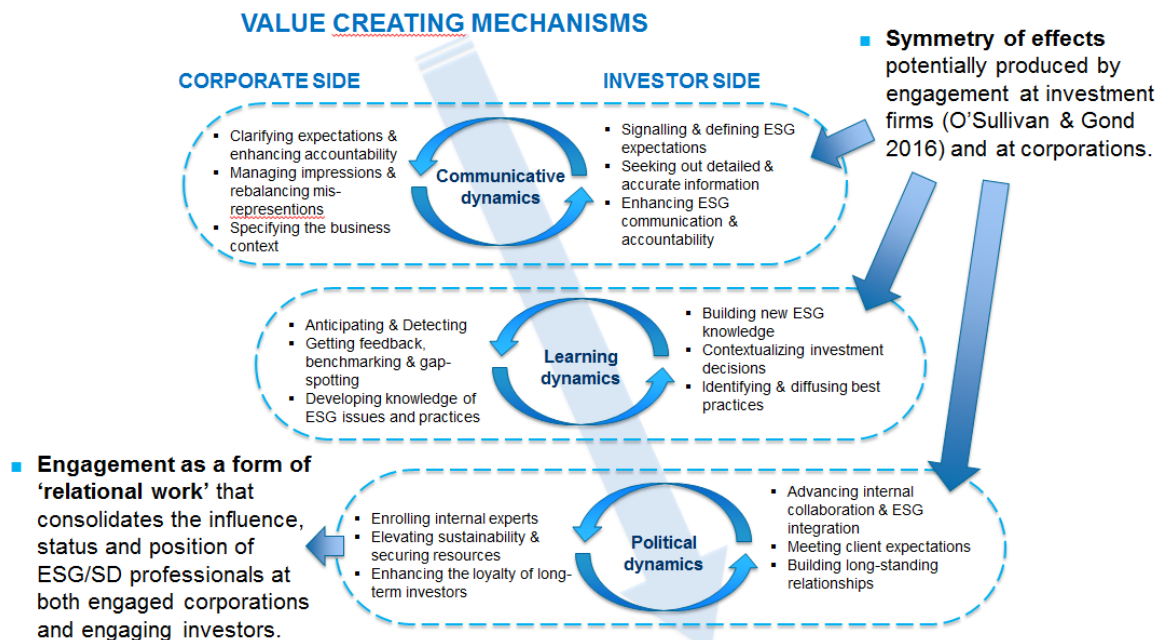 VALUE CREATING MECHANISMS
CORPORATE SIDE
INVESTOR SIDE
▪ Clarifying expectations &
enhancing accountability
▪ Managing impressions &
rebalancing mis-
representions
▪ Specifying the business
context
Communicative
dynamics
▪ Signalling & defining ESG
expectations
▪ Seeking out detailed &
accurate information
▪ Enhancing ESG
communication &
accountability
■ Symmetry of effects
potentially produced by
engagement at investment
firms (O'Sullivan & Gond
2016) and at corporations.
▪ Anticipating & Detecting
▪ Getting feedback,
benchmarking & gap-
spotting
▪ Developing knowledge of
ESG issues and practices
Learning
dynamics
▪ Building new ESG
knowledge
▪ Contextualizing investment
decisions
▪ Identifying & diffusing best
practices
■ Engagement as a form of
‘relational work’ that
consolidates the influence,
status and position of
ESG/SD professionals at
both engaged corporations
and engaging investors.
▪ Enrolling internal experts
▪ Elevating sustainability &
securing resources
▪ Enhancing the loyalty of long-
term investors
Political
dynamics
▪ Advancing internal
collaboration & ESG
integration
▪ Meeting client expectations
▪ Building long-standing
relationships